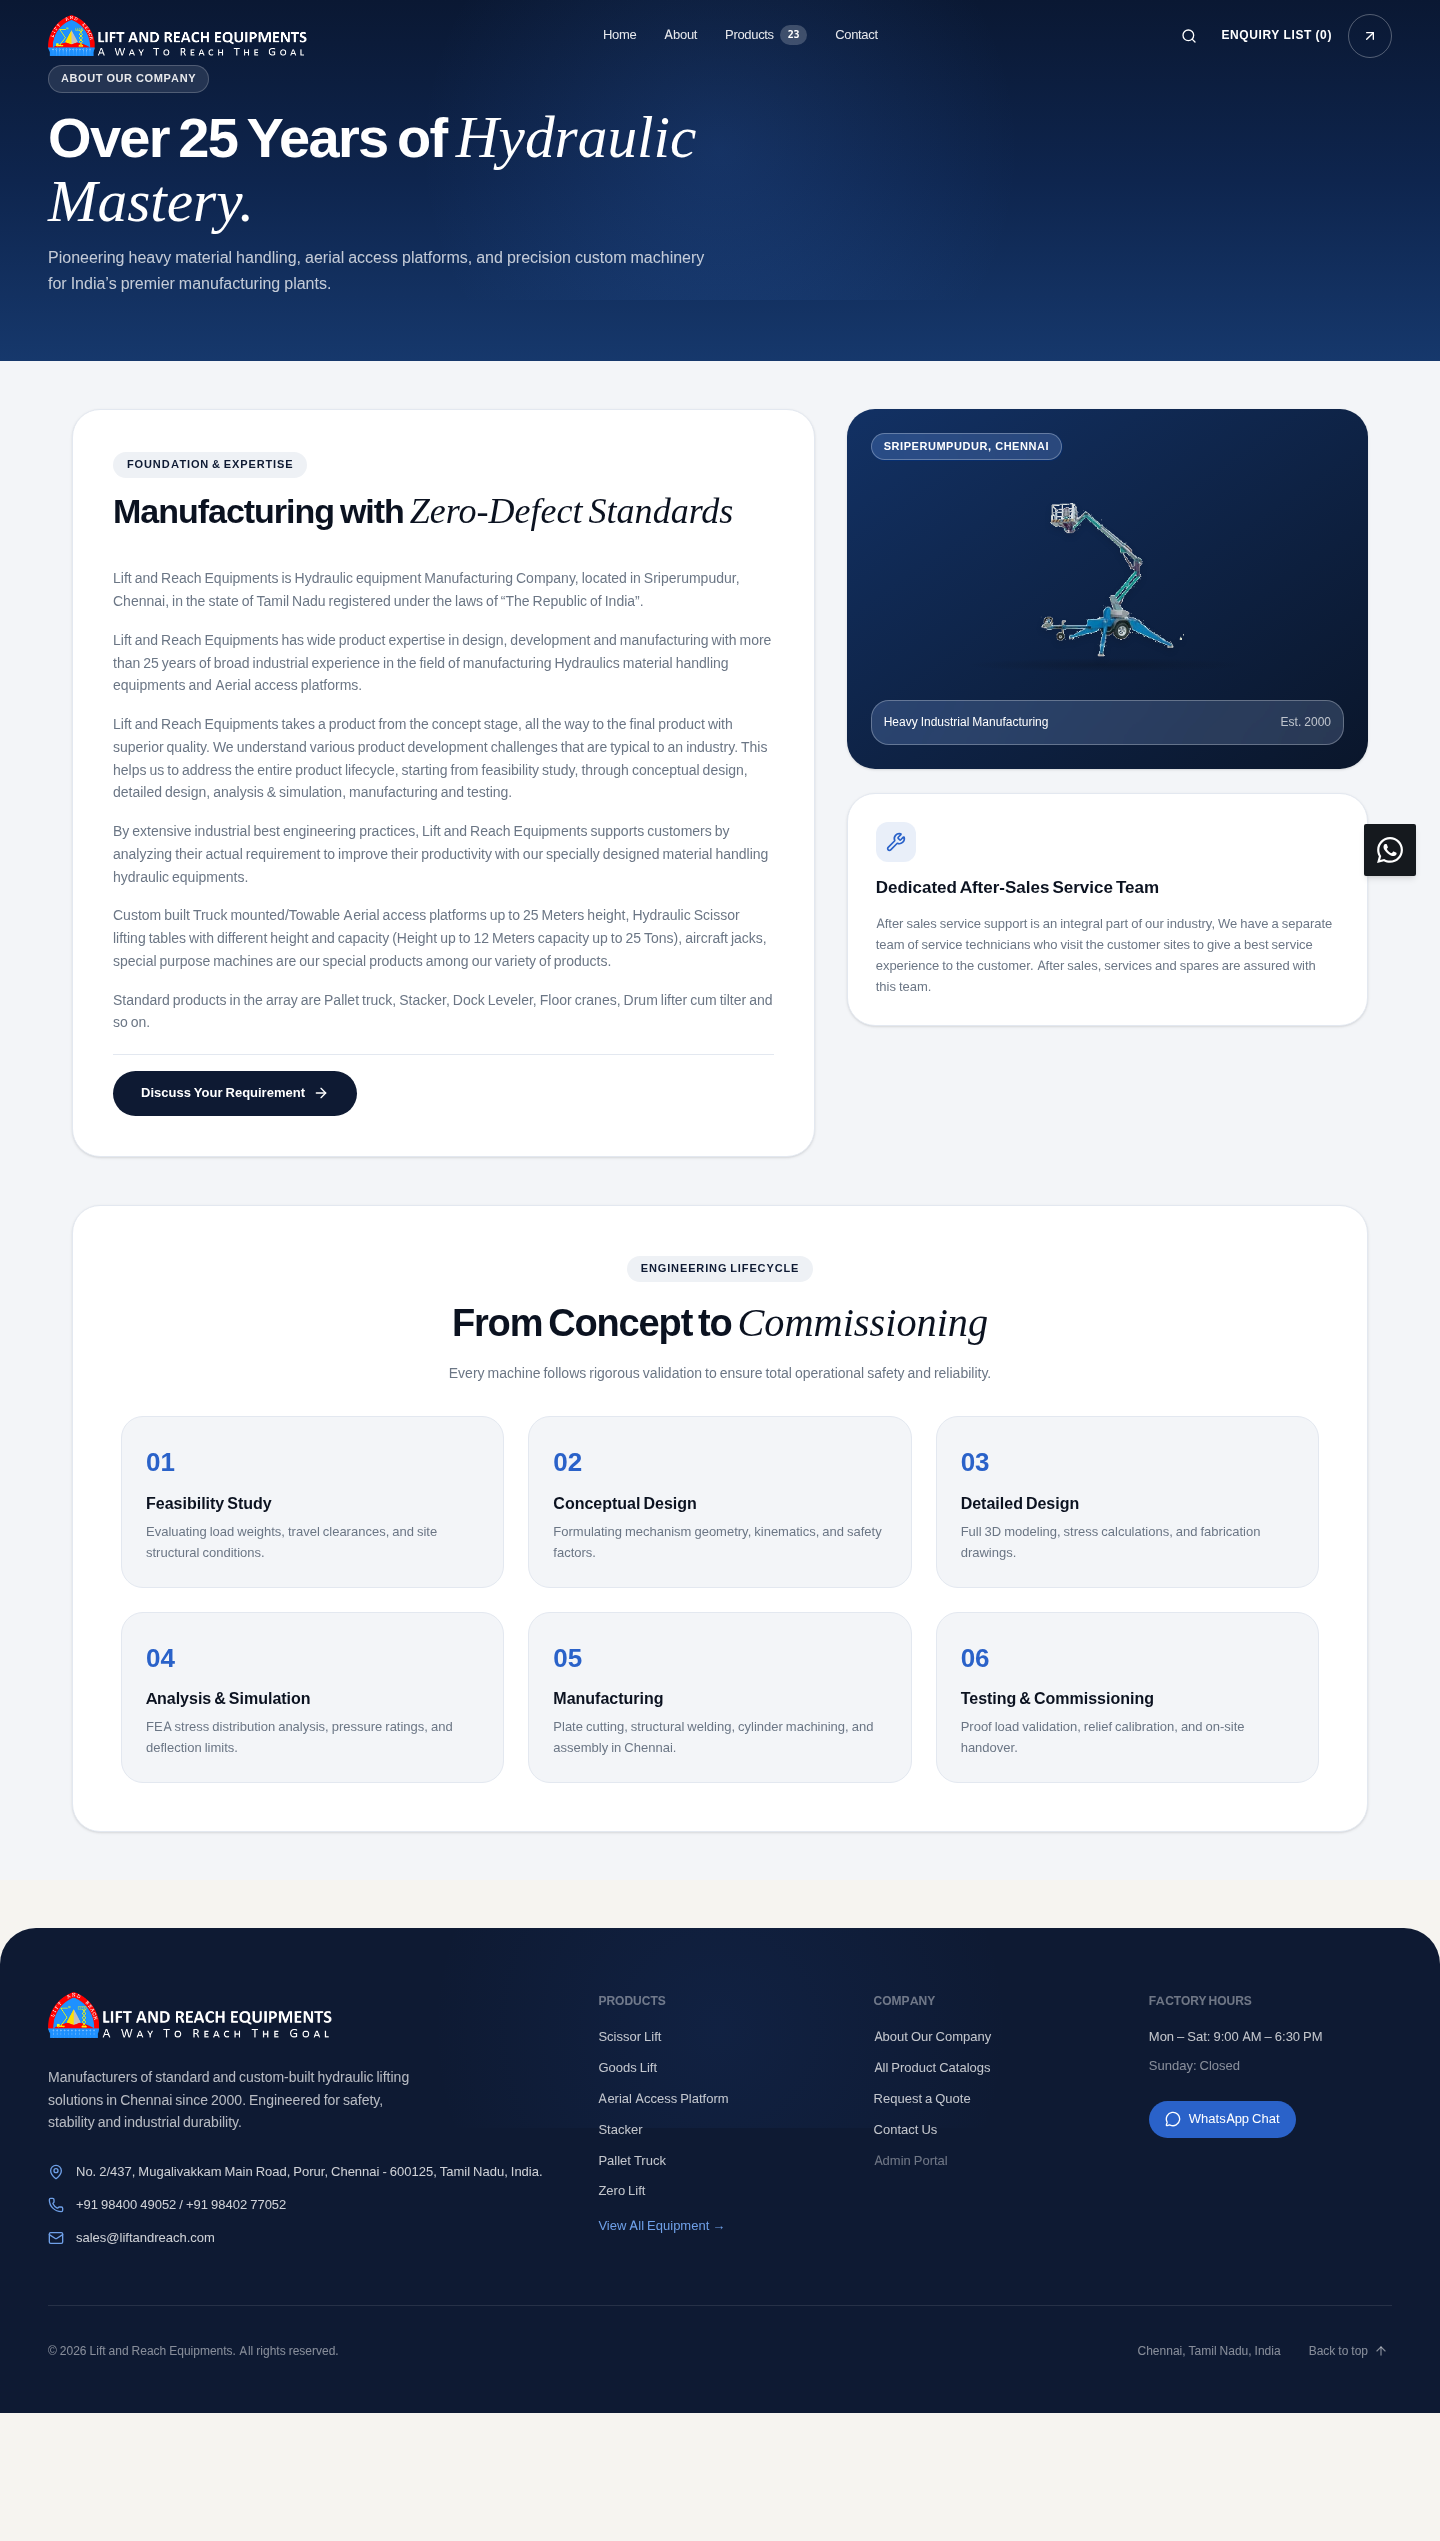 LIFT AND REACH
LIFT AND REACH EQUIPMENTS
A WAY TO REACH THE GOAL
Home
About
Products 23
Contact
ENQUIRY LIST (0)
ABOUT OUR COMPANY
Over 25 Years of Hydraulic
Mastery.
Pioneering heavy material handling, aerial access platforms, and precision custom machinery
for India's premier manufacturing plants.
FOUNDATION & EXPERTISE
Manufacturing with Zero-Defect Standards
Lift and Reach Equipments is Hydraulic equipment Manufacturing Company, located in Sriperumpudur,
Chennai, in the state of Tamil Nadu registered under the laws of “The Republic of India”.
Lift and Reach Equipments has wide product expertise in design, development and manufacturing with more
than 25 years of broad industrial experience in the field of manufacturing Hydraulics material handling
equipments and Aerial access platforms.
Lift and Reach Equipments takes a product from the concept stage, all the way to the final product with
superior quality. We understand various product development challenges that are typical to an industry. This
helps us to address the entire product lifecycle, starting from feasibility study, through conceptual design,
detailed design, analysis & simulation, manufacturing and testing.
By extensive industrial best engineering practices, Lift and Reach Equipments supports customers by
analyzing their actual requirement to improve their productivity with our specially designed material handling
hydraulic equipments.
Custom built Truck mounted/Towable Aerial access platforms up to 25 Meters height, Hydraulic Scissor
lifting tables with different height and capacity (Height up to 12 Meters capacity up to 25 Tons), aircraft jacks,
special purpose machines are our special products among our variety of products.
Standard products in the array are Pallet truck, Stacker, Dock Leveler, Floor cranes, Drum lifter cum tilter and
so on.
Discuss Your Requirement
SRIPERUMPUDUR, CHENNAI
Heavy Industrial Manufacturing
Est. 2000
Dedicated After-Sales Service Team
After sales service support is an integral part of our industry, We have a separate
team of service technicians who visit the customer sites to give a best service
experience to the customer. After sales, services and spares are assured with
this team.
ENGINEERING LIFECYCLE
From Concept to Commissioning
Every machine follows rigorous validation to ensure total operational safety and reliability.
01
Feasibility Study
Evaluating load weights, travel clearances, and site
structural conditions.
02
Conceptual Design
Formulating mechanism geometry, kinematics, and safety
factors.
03
Detailed Design
Full 3D modeling, stress calculations, and fabrication
drawings.
04
Analysis & Simulation
FEA stress distribution analysis, pressure ratings, and
deflection limits.
05
Manufacturing
Plate cutting, structural welding, cylinder machining, and
assembly in Chennai.
06
Testing & Commissioning
Proof load validation, relief calibration, and on-site
handover.
LIFT AND REACH
LIFT AND REACH EQUIPMENTS
A WAY TO REACH THE GOAL
Manufacturers of standard and custom-built hydraulic lifting
solutions in Chennai since 2000. Engineered for safety,
stability and industrial durability.
No. 2/437, Mugalivakkam Main Road, Porur, Chennai - 600125, Tamil Nadu, India.
+91 98400 49052 / +91 98402 77052
sales@liftandreach.com
PRODUCTS
Scissor Lift
Goods Lift
Aerial Access Platform
Stacker
Pallet Truck
Zero Lift
View All Equipment →
COMPANY
About Our Company
All Product Catalogs
Request a Quote
Contact Us
Admin Portal
FACTORY HOURS
Mon – Sat: 9:00 AM – 6:30 PM
Sunday: Closed
WhatsApp Chat
© 2026 Lift and Reach Equipments. All rights reserved.
Chennai, Tamil Nadu, India
Back to top ↑